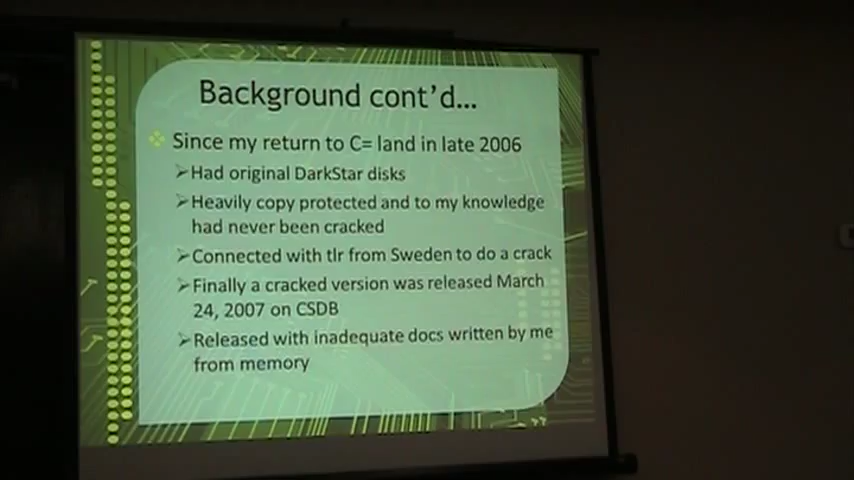 Background cont'd...
Since my return to C= land in late 2006
Had original DarkStar disks
Heavily copy protected and to my knowledge
had never been cracked
Connected with tlr from Sweden to do a crack
Finally a cracked version was released March
24, 2007 on CSDB
Released with inadequate docs written by me
from memory